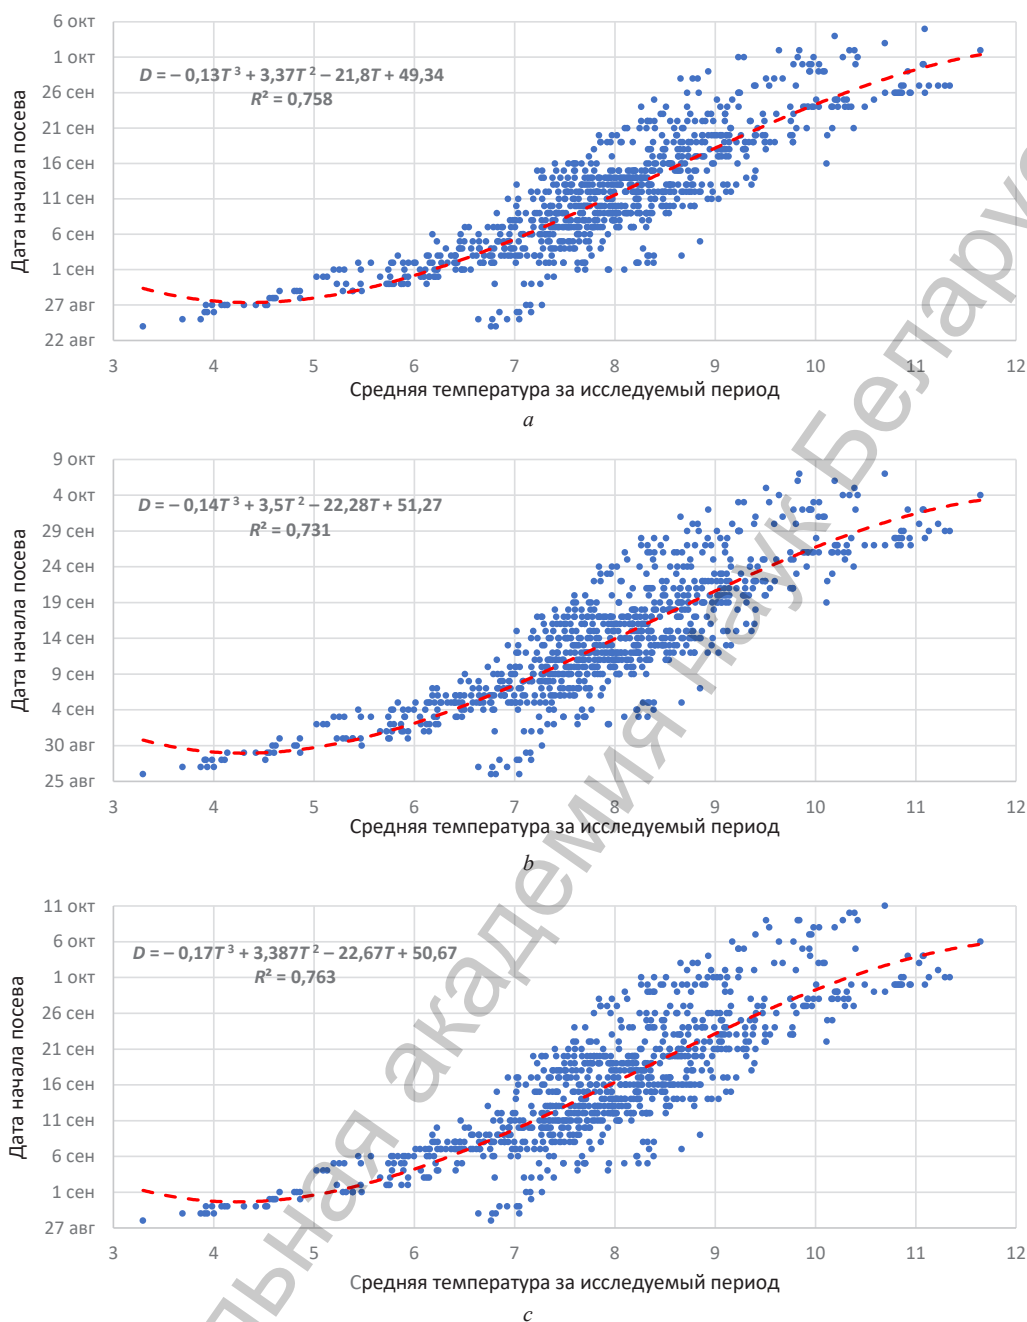 6 окт
1 окт
26 сен
21 сен
16 сен
11 сен
6 сен
1 сен
27 авг
22 авг
Дата начала посева
D = – 0,13T³ + 3,37T² – 21,8T + 49,34
R² = 0,758
3 4 5 6 7 8 9 10 11 12
Средняя температура за исследуемый период
a
9 окт
4 окт
29 сен
24 сен
19 сен
14 сен
9 сен
4 сен
30 авг
25 авг
Дата начала посева
D = – 0,14T³ + 3,5T² – 22,28T + 51,27
R² = 0,731
3 4 5 6 7 8 9 10 11 12
Средняя температура за исследуемый период
b
11 окт
6 окт
1 окт
26 сен
21 сен
16 сен
11 сен
6 сен
1 сен
27 авг
Дата начала посева
D = – 0,17T³ + 3,387T² – 22,67T + 50,67
R² = 0,763
3 4 5 6 7 8 9 10 11 12
Средняя температура за исследуемый период
c
льная академия наук Беларус